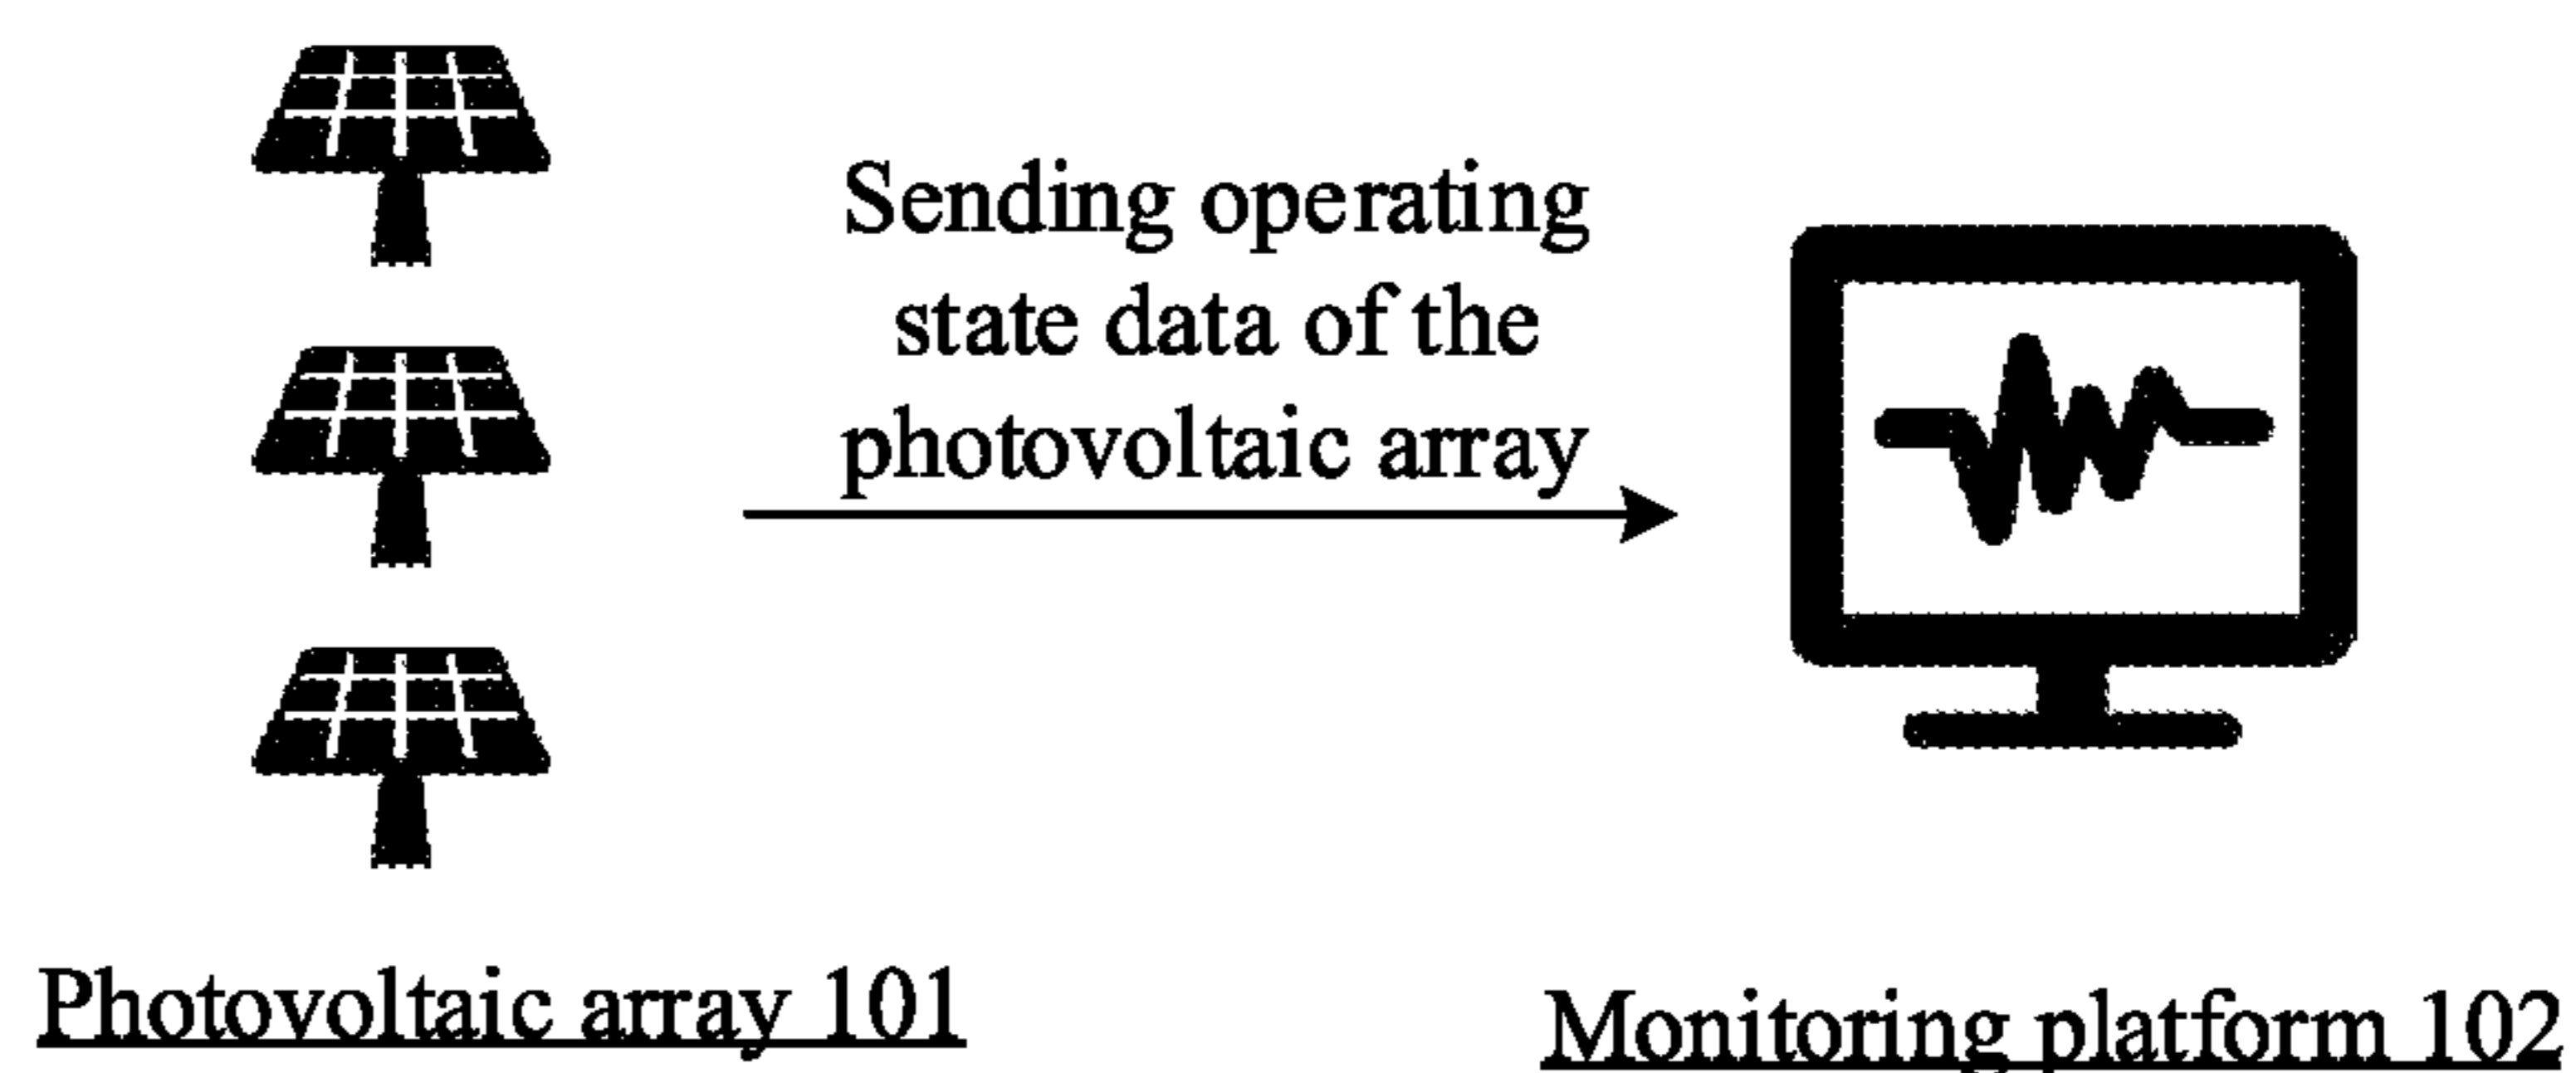 Sending operating
state data of the
photovoltaic array
Photovoltaic array 101
Monitoring platform 102